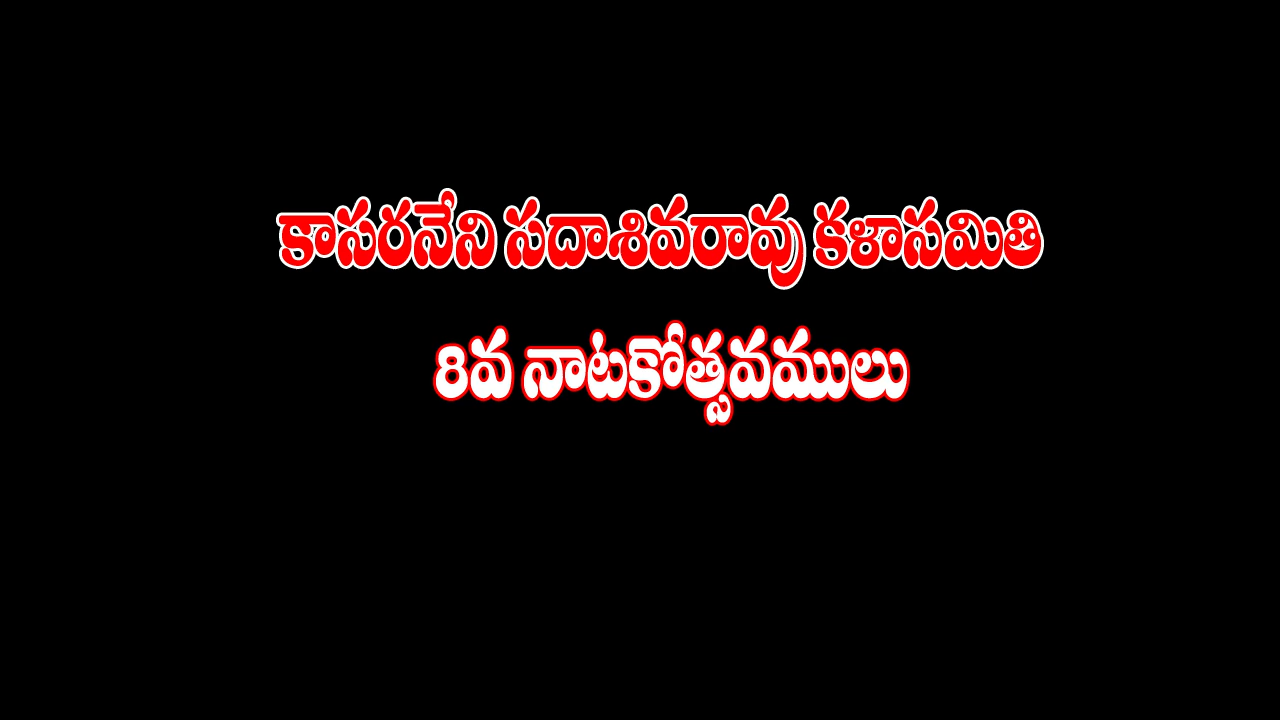 కాసరనేని సదాశివరావు కళాసమితి
8వ నాటకోత్సవములు